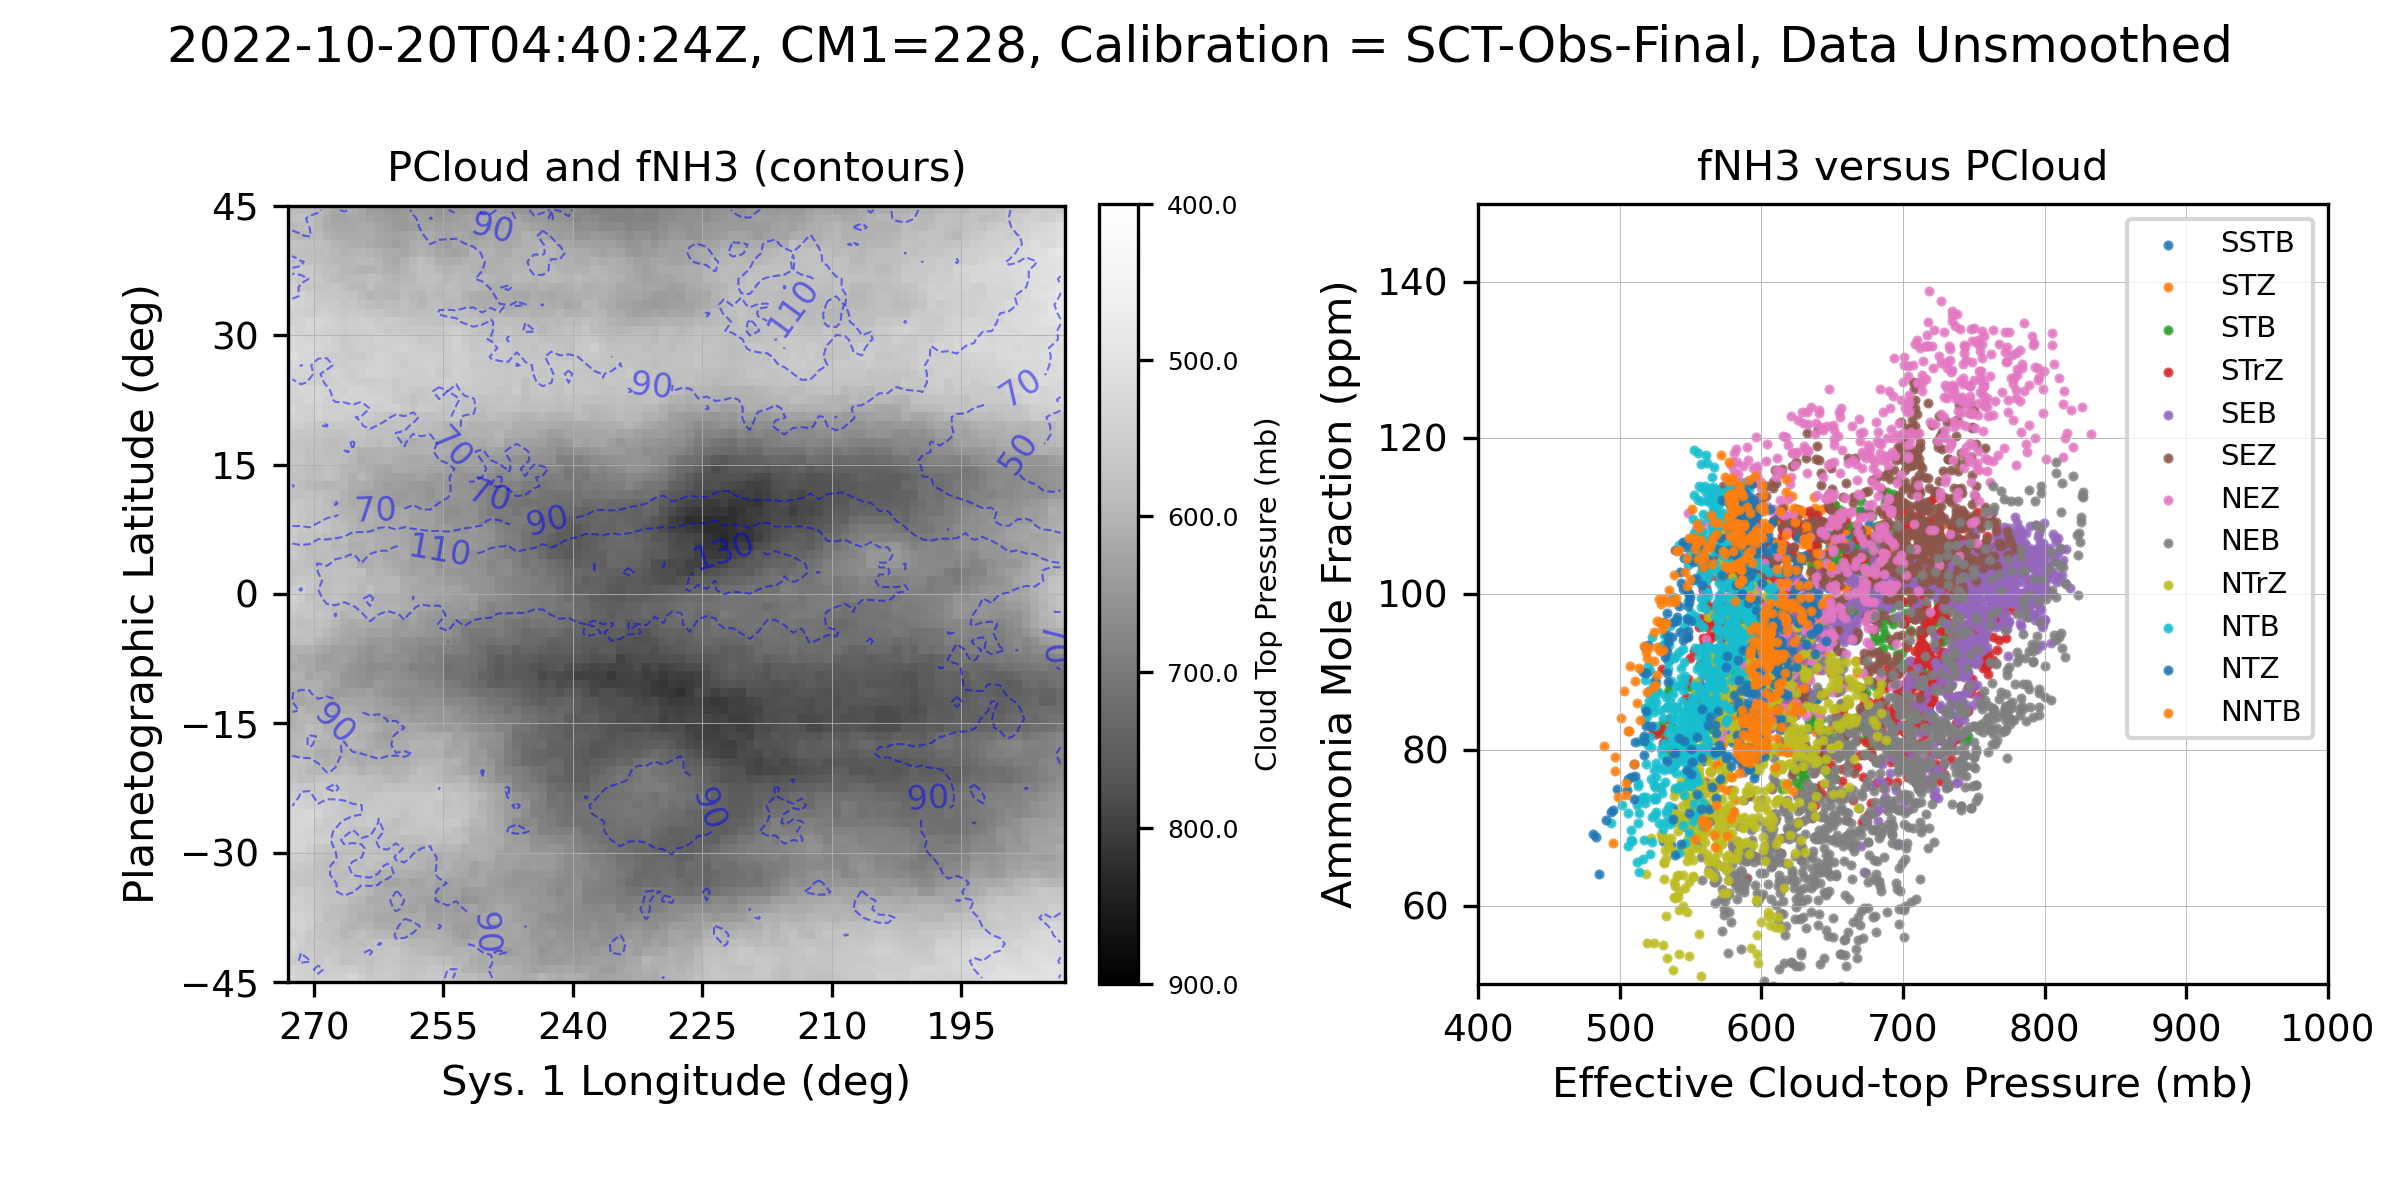 2022-10-20T04:40:24Z, CM1=228, Calibration = SCT-Obs-Final, Data Unsmoothed
PCloud and fNH3 (contours)
Planetographic Latitude (deg)
45
30
15
0
−15
−30
−45
270
255
240
225
210
195
Sys. 1 Longitude (deg)
90
110
90
70
70
50
70
70
90
110
130
70
90
90
90
90
400.0
500.0
600.0
700.0
800.0
900.0
Cloud Top Pressure (mb)
fNH3 versus PCloud
Ammonia Mole Fraction (ppm)
140
120
100
80
60
400
500
600
700
800
900
1000
Effective Cloud-top Pressure (mb)
SSTB
STZ
STB
STrZ
SEB
SEZ
NEZ
NEB
NTrZ
NTB
NTZ
NNTB